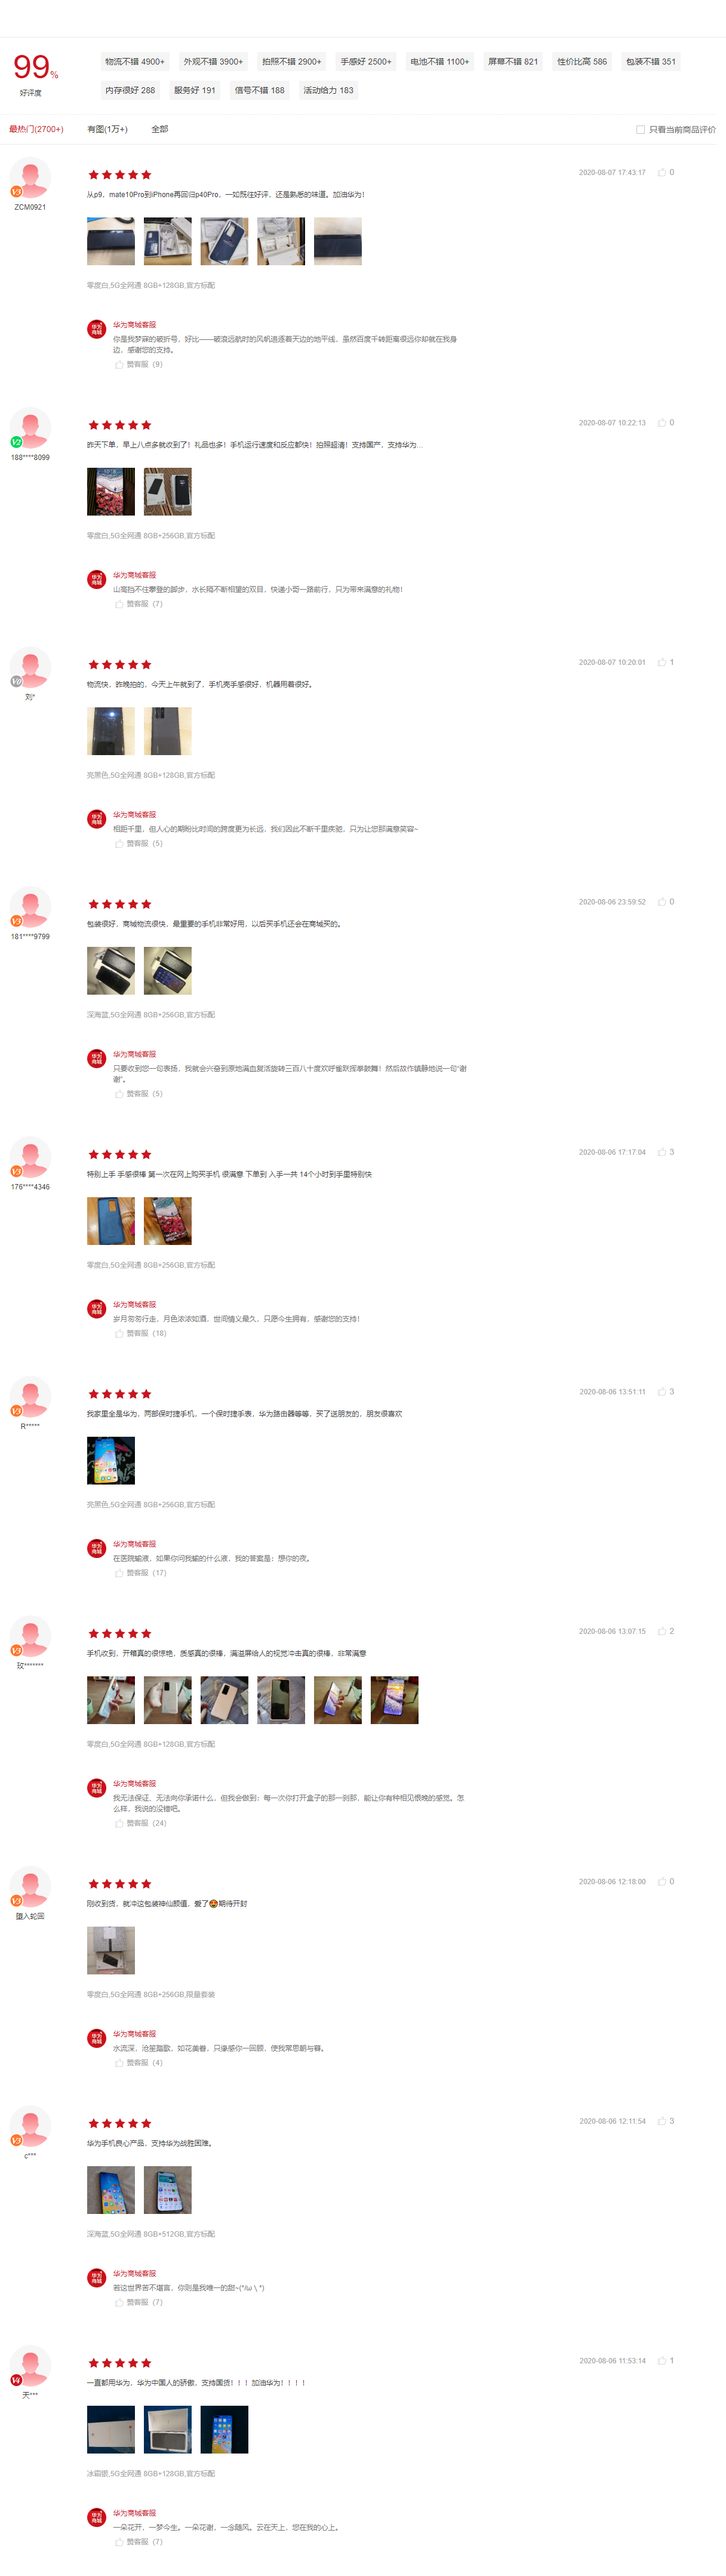 99%
好评度
物流不错 4900+
外观不错 3900+
拍照不错 2900+
手感好 2500+
电池不错 1100+
屏幕不错 821
性价比高 586
包装不错 351
内存很好 288
服务好 191
信号不错 188
活动给力 183
最热门(2700+)
有图(1万+)
全部
只看当前商品评价
2020-08-07 17:43:17 0
从p9，mate10Pro到iPhone再回归p40Pro，一如既往好评，还是熟悉的味道。加油华为！
V3
ZCM0921
零度白,5G全网通 8GB+128GB,官方标配
华为商城客服
你是我梦寐的破折号，好比——破浪远航时的风帆追逐着天边的地平线，虽然百度千转距离很远你却就在我身
边，感谢您的支持。
赞客服（9）
2020-08-07 10:22:13 0
昨天下单，早上八点多就收到了！礼品也多！手机运行速度和反应都快！拍照超清！支持国产，支持华为...
V2
188****8099
零度白,5G全网通 8GB+256GB,官方标配
华为商城客服
山高挡不住攀登的脚步，水长隔不断相望的双目，快递小哥一路前行，只为带来满意的礼物！
赞客服（7）
2020-08-07 10:20:01 1
物流快，昨晚拍的，今天上午就到了，手机壳手感很好，机器用着很好。
V0
刘*
亮黑色,5G全网通 8GB+128GB,官方标配
华为商城客服
相距千里，但人心的期盼比时间的跨度更为长远，我们因此不断千里疾驰，只为让您那满意笑容~
赞客服（5）
2020-08-06 23:59:52 0
包装很好，商城物流很快，最重要的手机非常好用，以后买手机还会在商城买的。
V3
181****9799
深海蓝,5G全网通 8GB+256GB,官方标配
华为商城客服
只要收到您一句表扬，我就会兴奋到原地满血复活旋转三百八十度欢呼雀跃挥拳鼓舞！然后故作镇静地说一句“谢
谢”。
赞客服（5）
2020-08-06 17:17:04 3
特别上手 手感很棒 第一次在网上购买手机 很满意 下单到 入手一共 14个小时到手里特别快
V3
176****4346
零度白,5G全网通 8GB+256GB,官方标配
华为商城客服
岁月匆匆行走，月色浓浓如酒，世间情义最久，只愿今生拥有，感谢您的支持！
赞客服（18）
2020-08-06 13:51:11 3
我家里全是华为，两部保时捷手机，一个保时捷手表，华为路由器等等，买了送朋友的，朋友很喜欢
V3
R*****
亮黑色,5G全网通 8GB+256GB,官方标配
华为商城客服
在医院输液，如果你问我输的什么液，我的答案是：想你的夜。
赞客服（17）
2020-08-06 13:07:15 2
手机收到，开箱真的很惊艳，质感真的很棒，满溢屏给人的视觉冲击真的很棒，非常满意
V3
玫*******
零度白,5G全网通 8GB+128GB,官方标配
华为商城客服
我无法保证、无法向你承诺什么，但我会做到：每一次你打开盒子的那一刹那，能让你有种相见恨晚的感觉。怎
么样，我说的没错吧。
赞客服（24）
2020-08-06 12:18:00 0
刚收到货，就冲这包装神仙颜值，爱了😍期待开封
V3
堕入轮回
零度白,5G全网通 8GB+256GB,限量套装
华为商城客服
水流深，沧笙踏歌，如花美眷，只缘感你一回顾，使我常思朝与暮。
赞客服（4）
2020-08-06 12:11:54 3
华为手机良心产品，支持华为战胜困难。
V3
c***
深海蓝,5G全网通 8GB+512GB,官方标配
华为商城客服
若这世界苦不堪言，你则是我唯一的甜~(*/ω＼*)
赞客服（7）
2020-08-06 11:53:14 1
一直都用华为，华为中国人的骄傲，支持国货！！！加油华为！！！！
V4
天***
冰霜银,5G全网通 8GB+128GB,官方标配
华为商城客服
一朵花开，一梦今生。一朵花谢，一念随风。云在天上，您在我的心上。
赞客服（7）